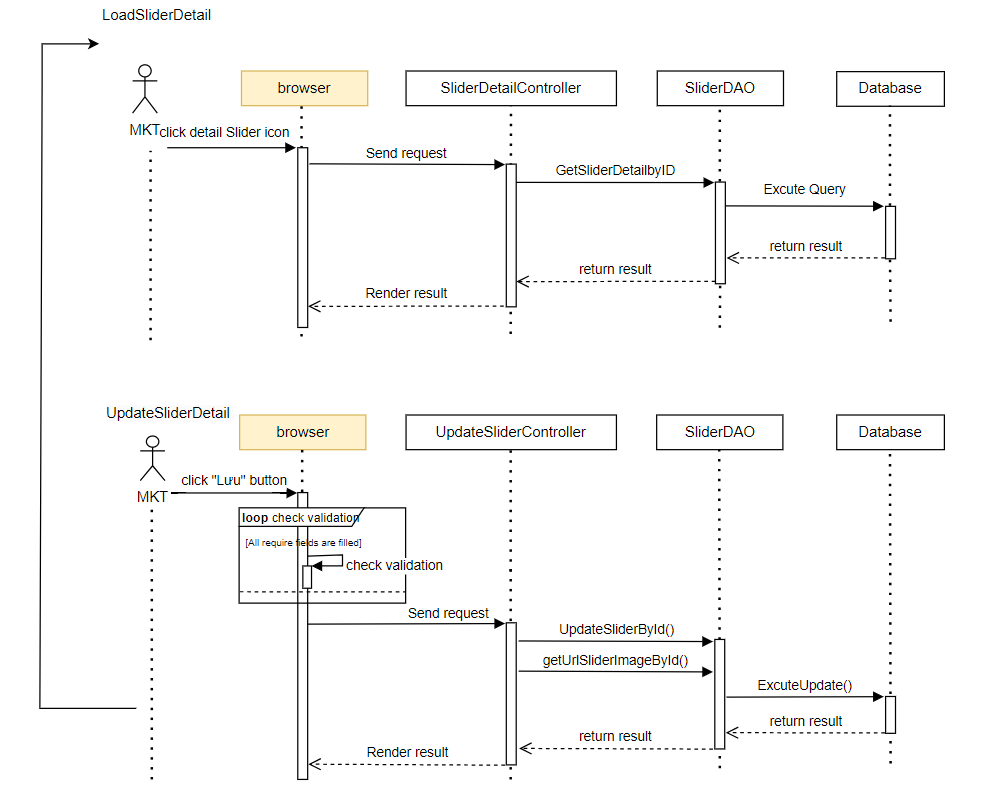 LoadSliderDetail
browser
SliderDetailController
SliderDAO
Database
MKT
click detail Slider icon
Send request
GetSliderDetailbyID
Excute Query
return result
return result
Render result
UpdateSliderDetail
browser
UpdateSliderController
SliderDAO
Database
MKT
click "Lưu" button
loop check validation
[All require fields are filled]
check validation
Send request
UpdateSliderById()
getUrlSliderImageById()
ExcuteUpdate()
return result
return result
Render result